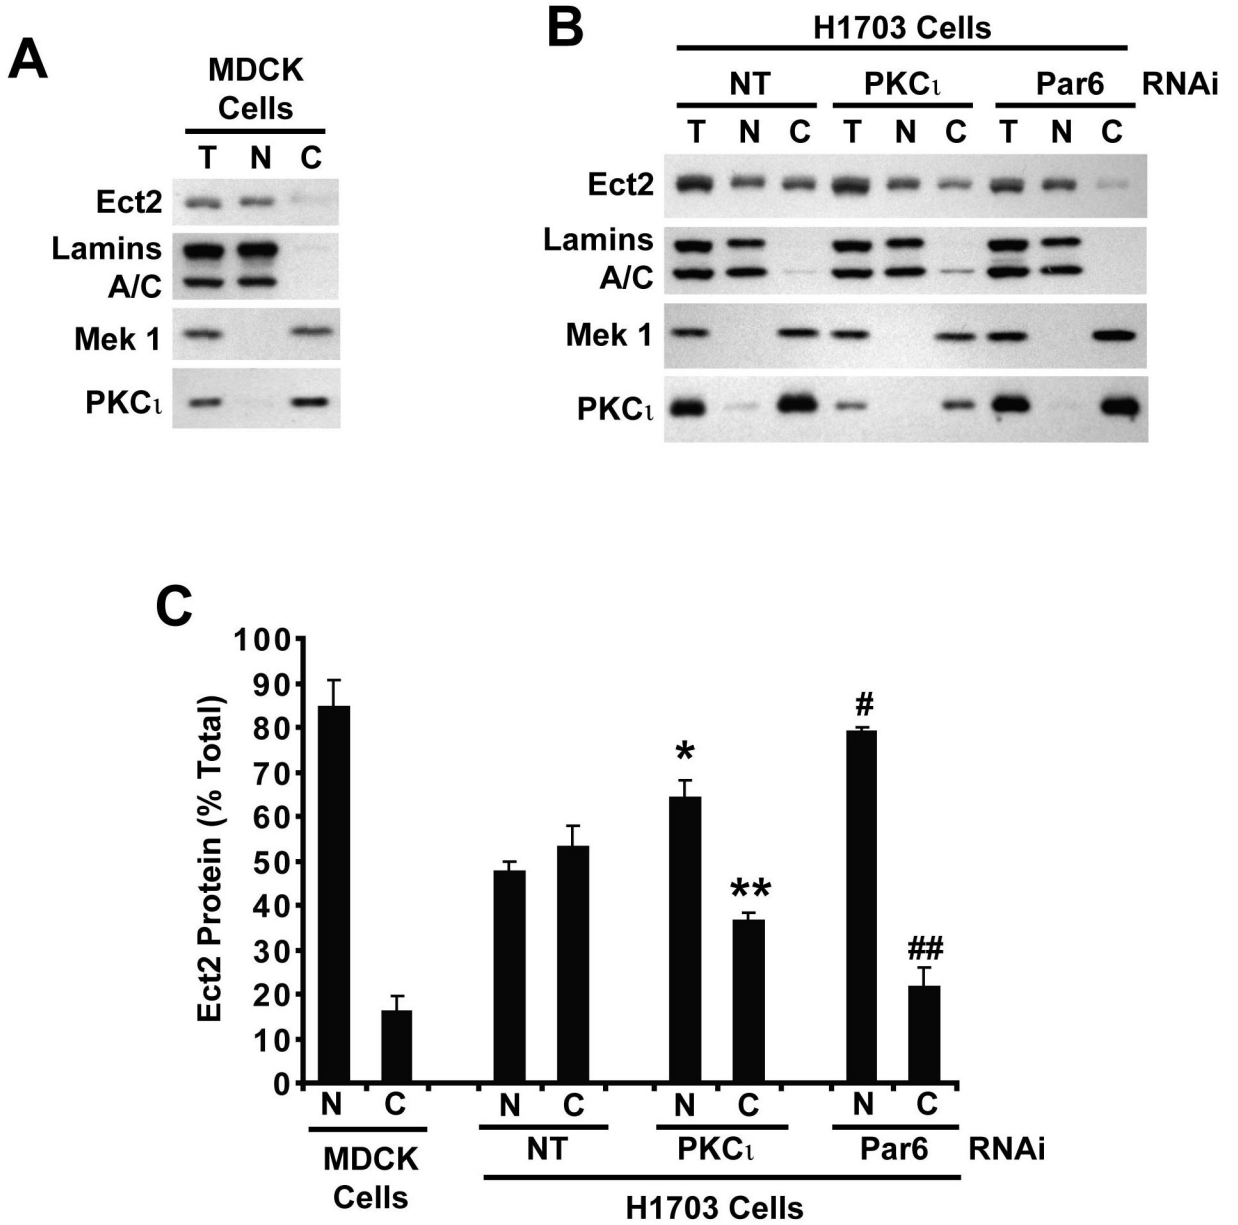 A
MDCK
Cells
T N C
Ect2
Lamins
A/C
Mek 1
PKCι
B
H1703 Cells
NT PKCι Par6 RNAi
T N C T N C T N C
Ect2
Lamins
A/C
Mek 1
PKCι
C
Ect2 Protein (% Total)
100
90
80
70
60
50
40
30
20
10
0
* ** # ##
N C N C N C N C
MDCK
Cells
NT PKCι Par6 RNAi
H1703 Cells